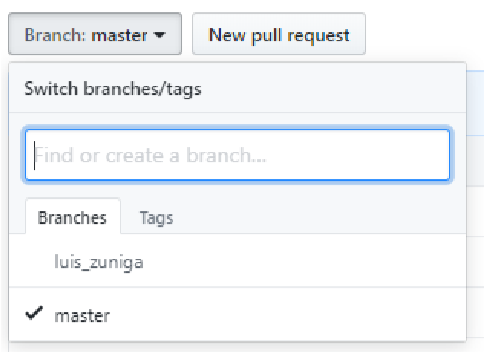 Branch: master New pull request
Switch branches/tags
Find or create a branch...
Branches Tags
luis_zuniga
master